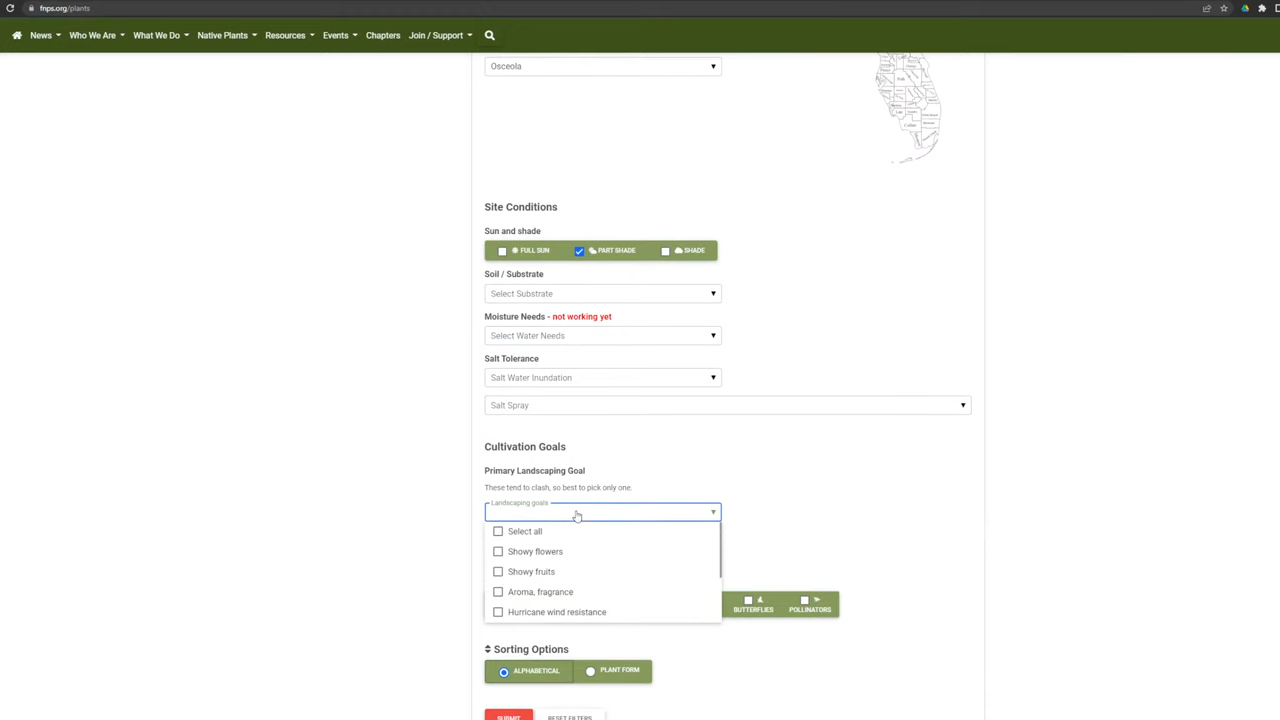 fnps.org/plants
News Who We Are What We Do Native Plants Resources Events Chapters Join / Support
Osceola
Polk
Collier
Site Conditions
Sun and shade
FULL SUN PART SHADE SHADE
Soil / Substrate
Select Substrate
Moisture Needs - not working yet
Select Water Needs
Salt Tolerance
Salt Water Inundation
Salt Spray
Cultivation Goals
Primary Landscaping Goal
These tend to clash, so best to pick only one.
Landscaping goals
Select all
Showy flowers
Showy fruits
Aroma, fragrance
Hurricane wind resistance
BUTTERFLIES POLLINATORS
Sorting Options
ALPHABETICAL PLANT FORM
SUBMIT RESET FILTERS